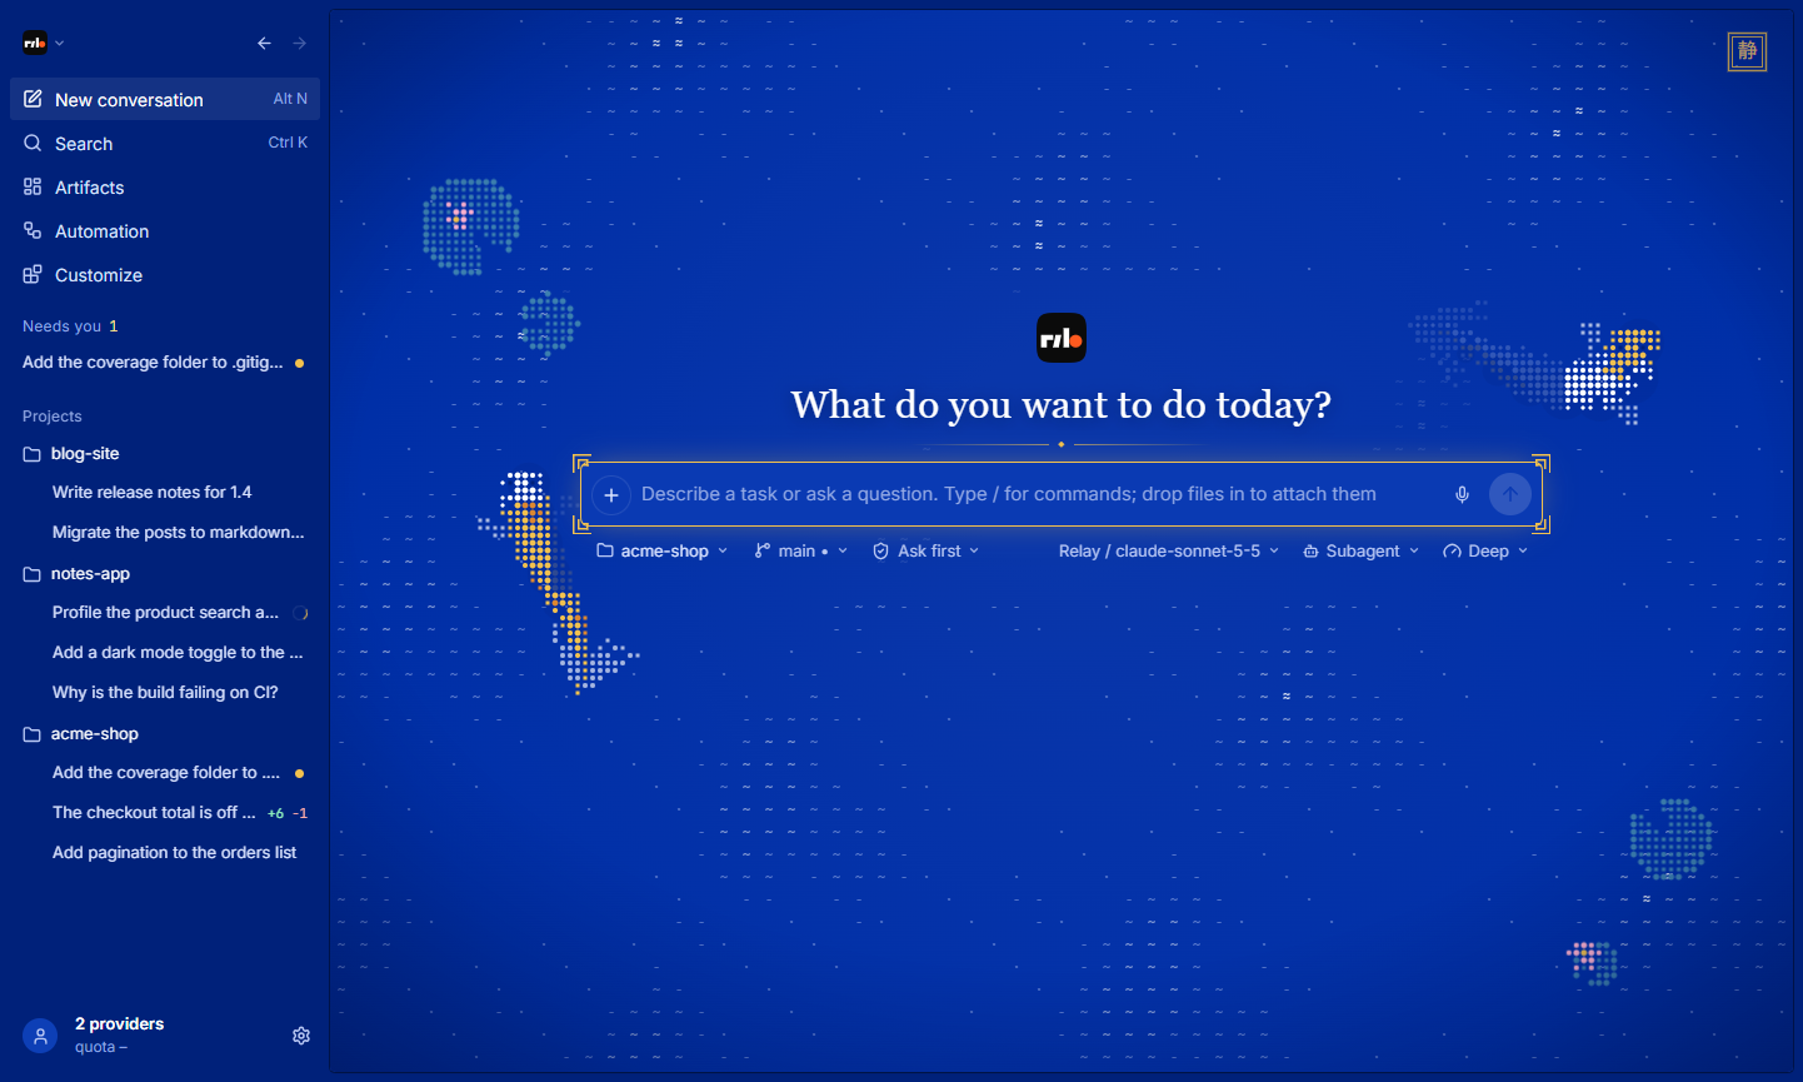 rilo
New conversation Alt N
Search Ctrl K
Artifacts
Automation
Customize
Needs you 1
Add the coverage folder to .gitig...
Projects
blog-site
Write release notes for 1.4
Migrate the posts to markdown...
notes-app
Profile the product search a...
Add a dark mode toggle to the ...
Why is the build failing on CI?
acme-shop
Add the coverage folder to ....
The checkout total is off ... +6 -1
Add pagination to the orders list
2 providers
quota –
静
rilo
What do you want to do today?
Describe a task or ask a question. Type / for commands; drop files in to attach them
acme-shop main • Ask first Relay / claude-sonnet-5-5 Subagent Deep